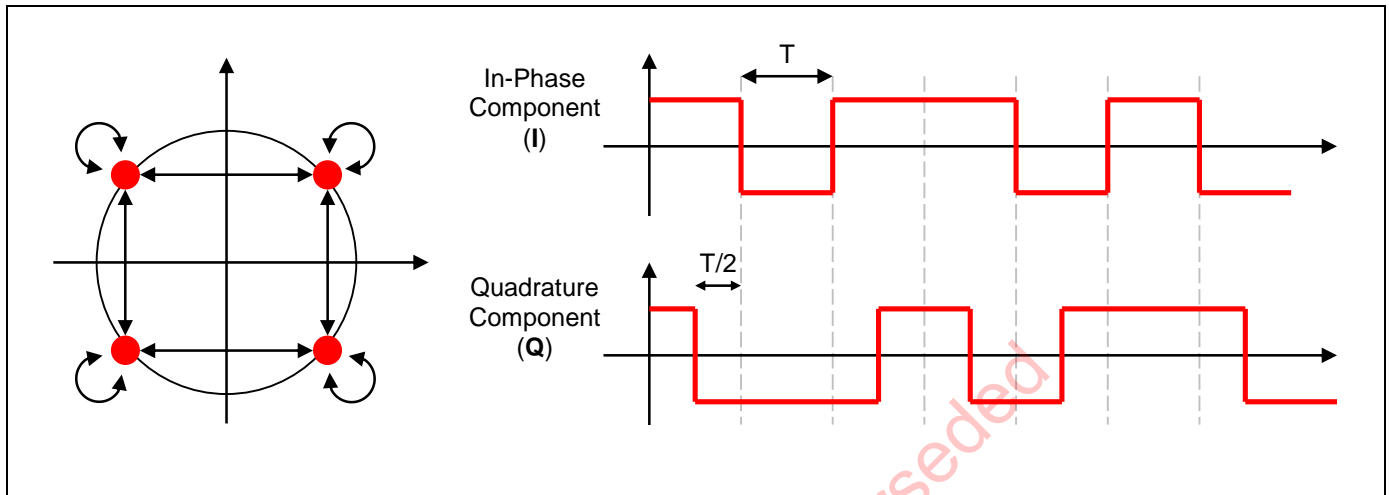 In-Phase
Component
(I)
T
Quadrature
Component
(Q)
T/2